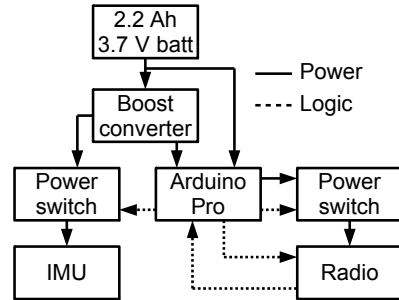 2.2 Ah
3.7 V batt
Power
Logic
Boost
converter
Power
switch
Arduino
Pro
Power
switch
IMU
Radio